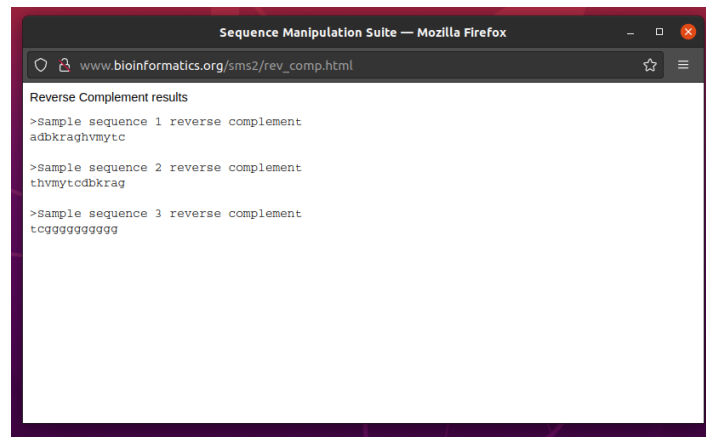 Sequence Manipulation Suite — Mozilla Firefox
www.bioinformatics.org/sms2/rev_comp.html
Reverse Complement results
>Sample sequence 1 reverse complement
adbkraghvmytc
>Sample sequence 2 reverse complement
thvmytcdbkrag
>Sample sequence 3 reverse complement
tcgggggggggg